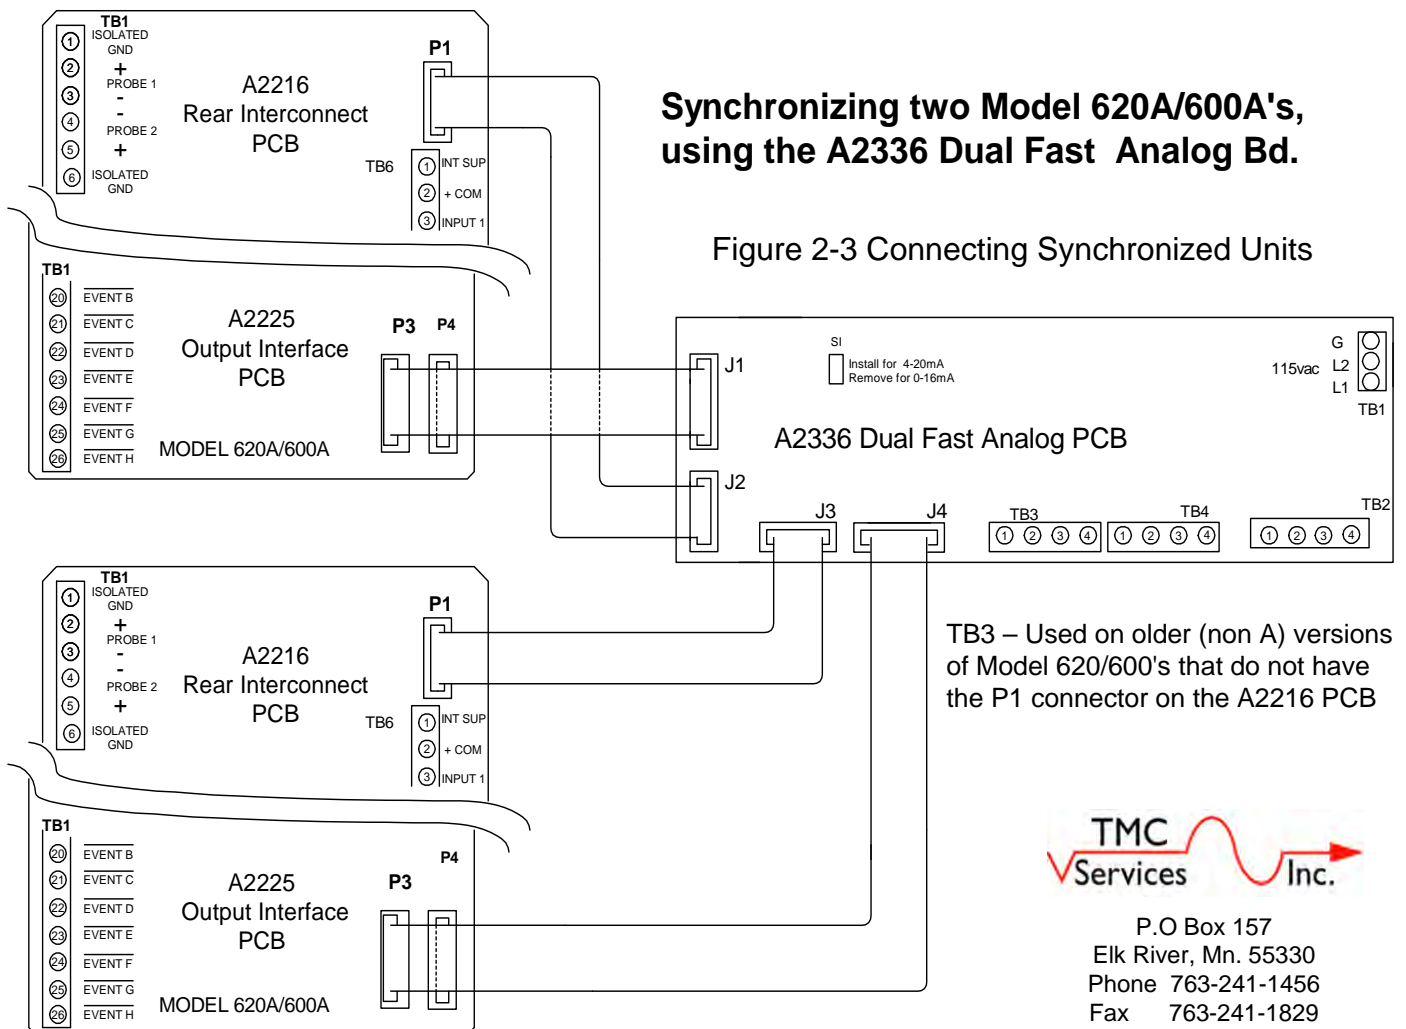 TB1
ISOLATED
GND
+
PROBE 1
-
-
PROBE 2
+
ISOLATED
GND
1
2
3
4
5
6
A2216
Rear Interconnect
PCB
P1
TB6
1 INT SUP
2 + COM
3 INPUT 1
Synchronizing two Model 620A/600A's,
using the A2336 Dual Fast Analog Bd.
Figure 2-3 Connecting Synchronized Units
TB1
20 EVENT B
21 EVENT C
22 EVENT D
23 EVENT E
24 EVENT F
25 EVENT G
26 EVENT H
A2225
Output Interface
PCB
MODEL 620A/600A
P3
P4
J1
J2
SI
Install for 4-20mA
Remove for 0-16mA
115vac
G
L2
L1
TB1
A2336 Dual Fast Analog PCB
J3
J4
TB3
1 2 3 4
TB4
1 2 3 4
TB2
1 2 3 4
TB1
ISOLATED
GND
+
PROBE 1
-
-
PROBE 2
+
ISOLATED
GND
1
2
3
4
5
6
A2216
Rear Interconnect
PCB
P1
TB6
1 INT SUP
2 + COM
3 INPUT 1
TB3 – Used on older (non A) versions
of Model 620/600's that do not have
the P1 connector on the A2216 PCB
TB1
20 EVENT B
21 EVENT C
22 EVENT D
23 EVENT E
24 EVENT F
25 EVENT G
26 EVENT H
A2225
Output Interface
PCB
MODEL 620A/600A
P3
P4
TMC
Services Inc.
P.O Box 157
Elk River, Mn. 55330
Phone 763-241-1456
Fax 763-241-1829